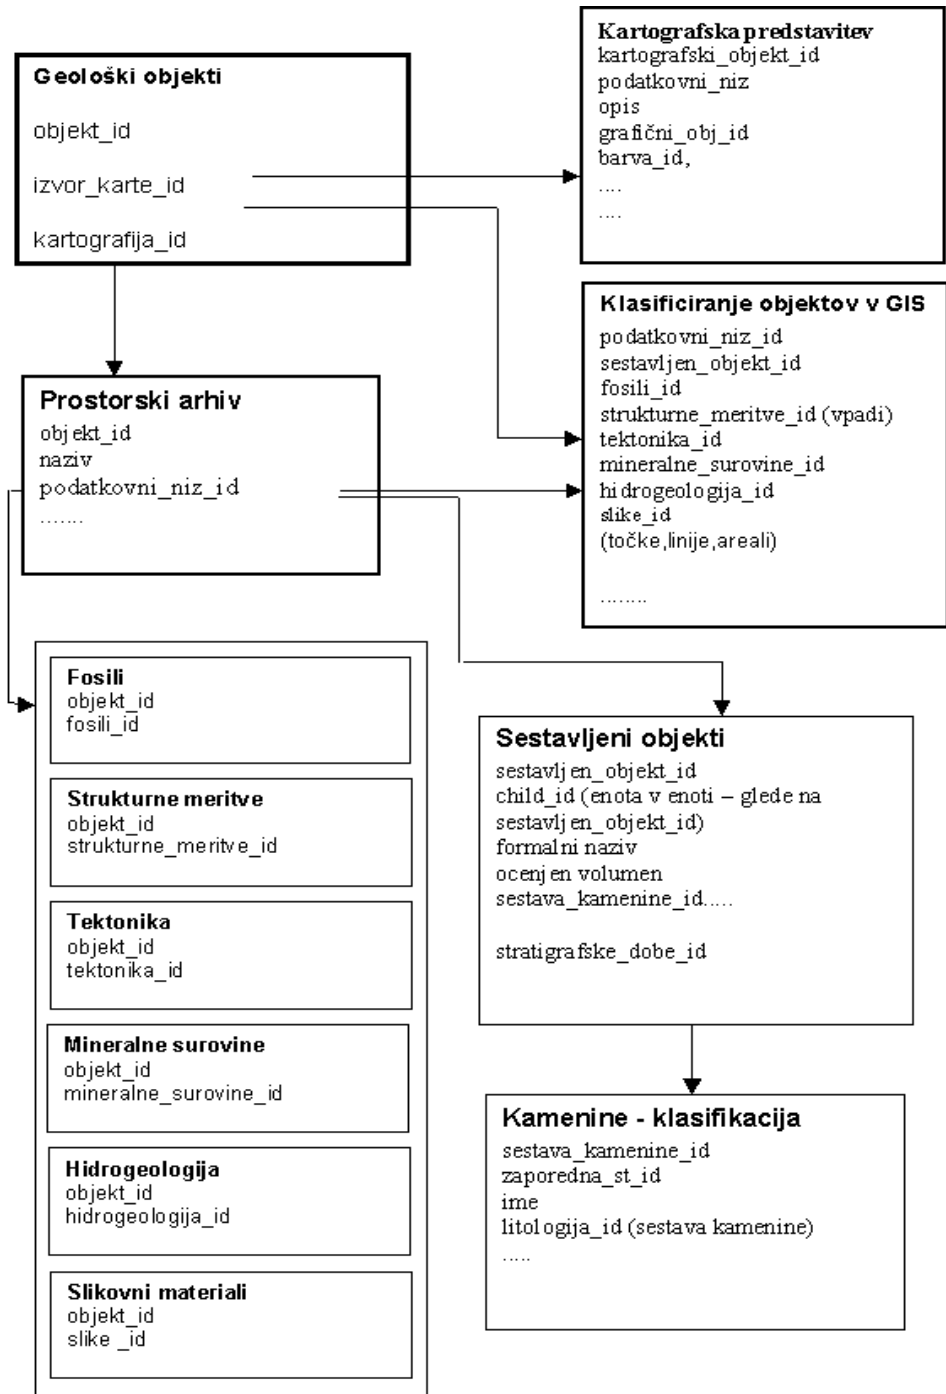 Geološki objekti
objekt_id
izvor_karte_id
kartografija_id
Kartografska predstavitev
kartografski_objekt_id
podatkovni_niz
opis
grafični_obj_id
barva_id,
....
....
Klasificiranje objektov v GIS
podatkovni_niz_id
sestavljen_objekt_id
fosili_id
strukturne_meritve_id (vpadi)
tektonika_id
mineralne_surovine_id
hidrogeologija_id
slike_id
(točke,linije,areali)
........
Prostorski arhiv
objekt_id
naziv
podatkovni_niz_id
.......
Fosili
objekt_id
fosili_id
Strukturne meritve
objekt_id
strukturne_meritve_id
Tektonika
objekt_id
tektonika_id
Mineralne surovine
objekt_id
mineralne_surovine_id
Hidrogeologija
objekt_id
hidrogeologija_id
Slikovni materiali
objekt_id
slike _id
Sestavljeni objekti
sestavljen_objekt_id
child_id (enota v enoti – glede na
sestavljen_objekt_id)
formalni naziv
ocenjen volumen
sestava_kamenine_id.....
stratigrafske_dobe_id
Kamenine - klasifikacija
sestava_kamenine_id
zaporedna_st_id
ime
litologija_id (sestava kamenine)
.....